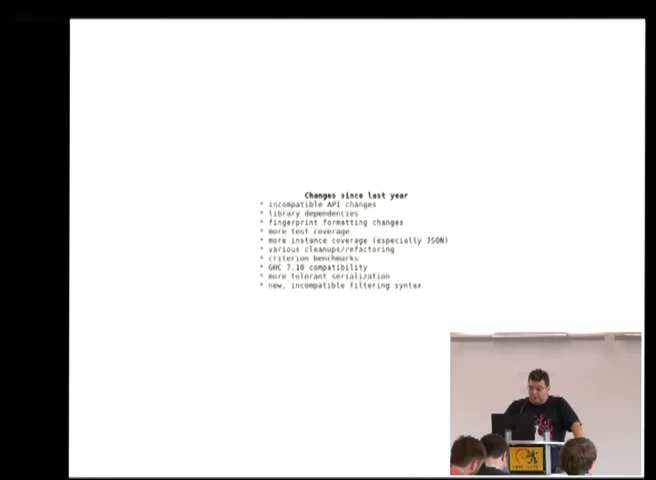 Changes since last year
* incompatible API changes
* library dependencies
* fingerprint formatting changes
* more test coverage
* more instance coverage (especially JSON)
* various cleanups/refactoring
* criterion benchmarks
* GHC 7.10 compatibility
* more tolerant serialization
* new, incompatible filtering syntax